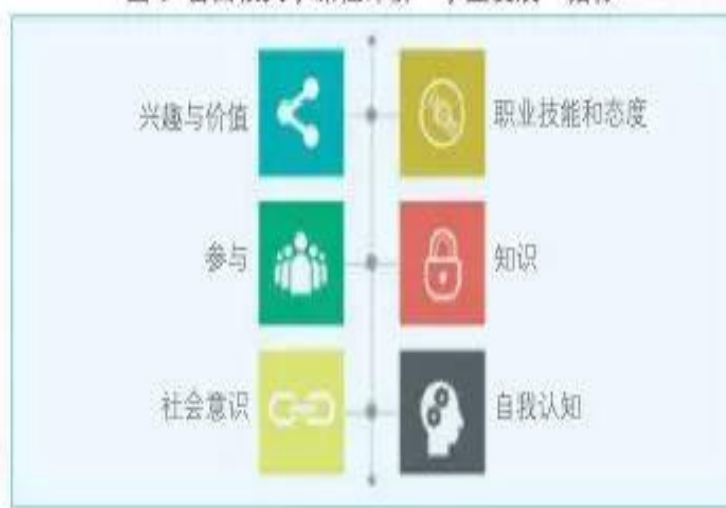 兴趣与价值
职业技能和态度
参与
知识
社会意识
自我认知